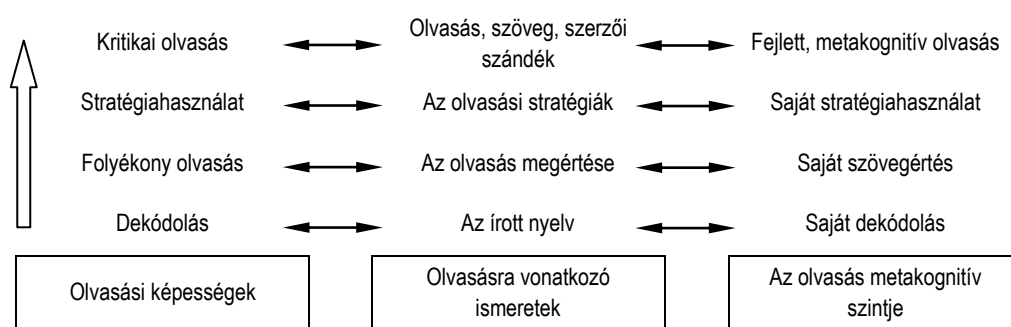 Kritikai olvasás
Olvasás, szöveg, szerzői
szándék
Fejlett, metakognitív olvasás
Stratégiahasználat
Az olvasási stratégiák
Saját stratégiahasználat
Folyékony olvasás
Az olvasás megértése
Saját szövegértés
Dekódolás
Az írott nyelv
Saját dekódolás
Olvasási képességek
Olvasásra vonatkozó
ismeretek
Az olvasás metakognitív
szintje